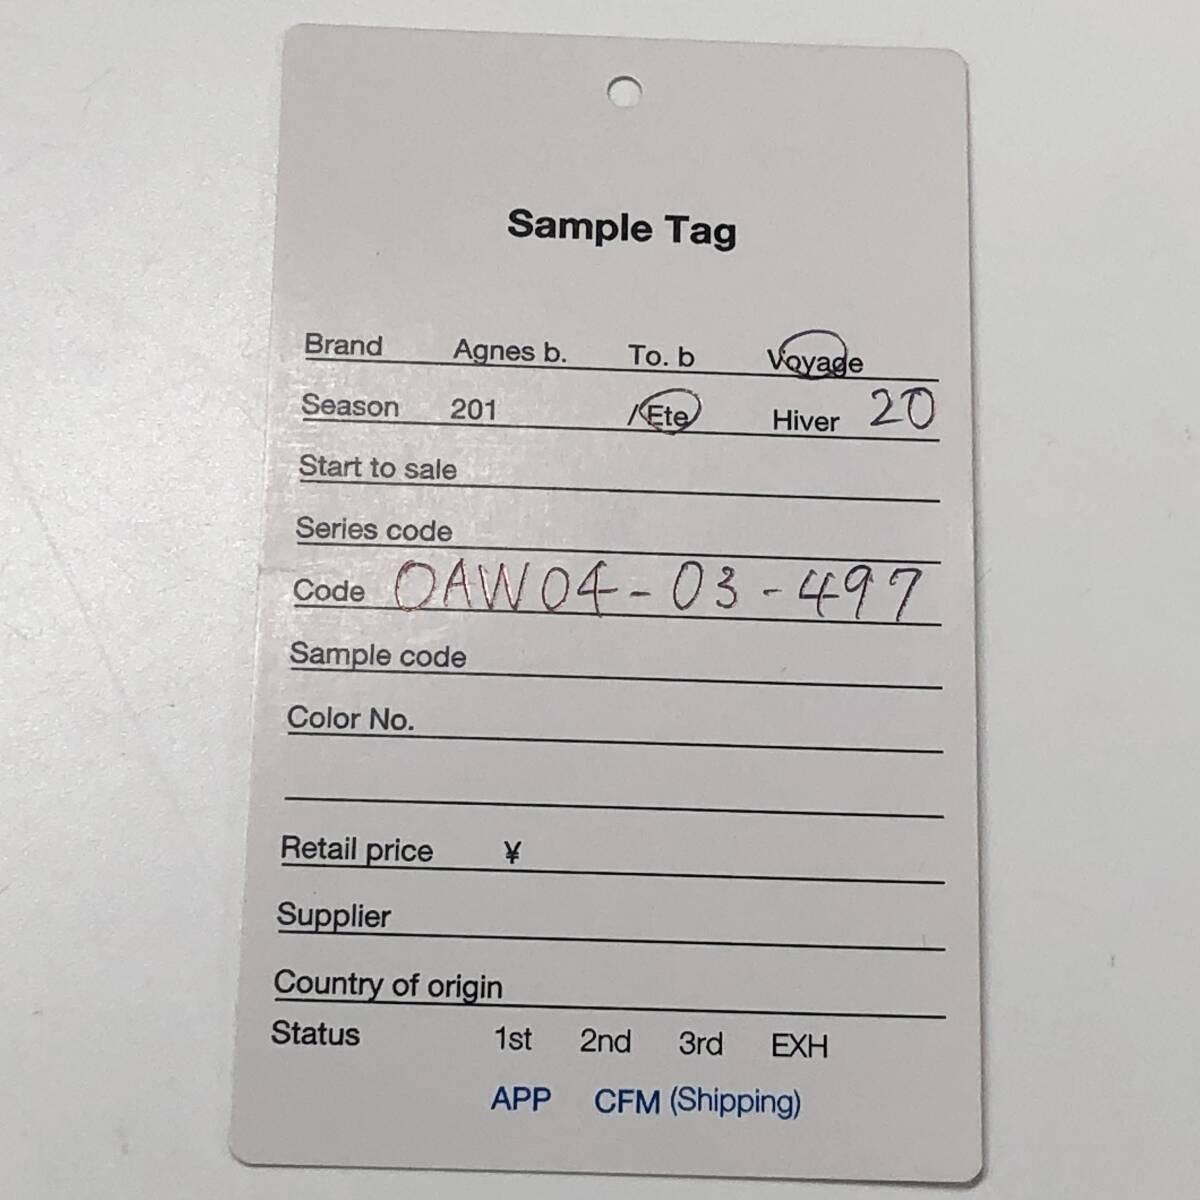 Sample Tag
Brand Agnes b. To. b Voyage
Season 201 /Ete Hiver 20
Start to sale
Series code
Code OAW04-03-497
Sample code
Color No.
Retail price ¥
Supplier
Country of origin
Status 1st 2nd 3rd EXH
APP CFM (Shipping)